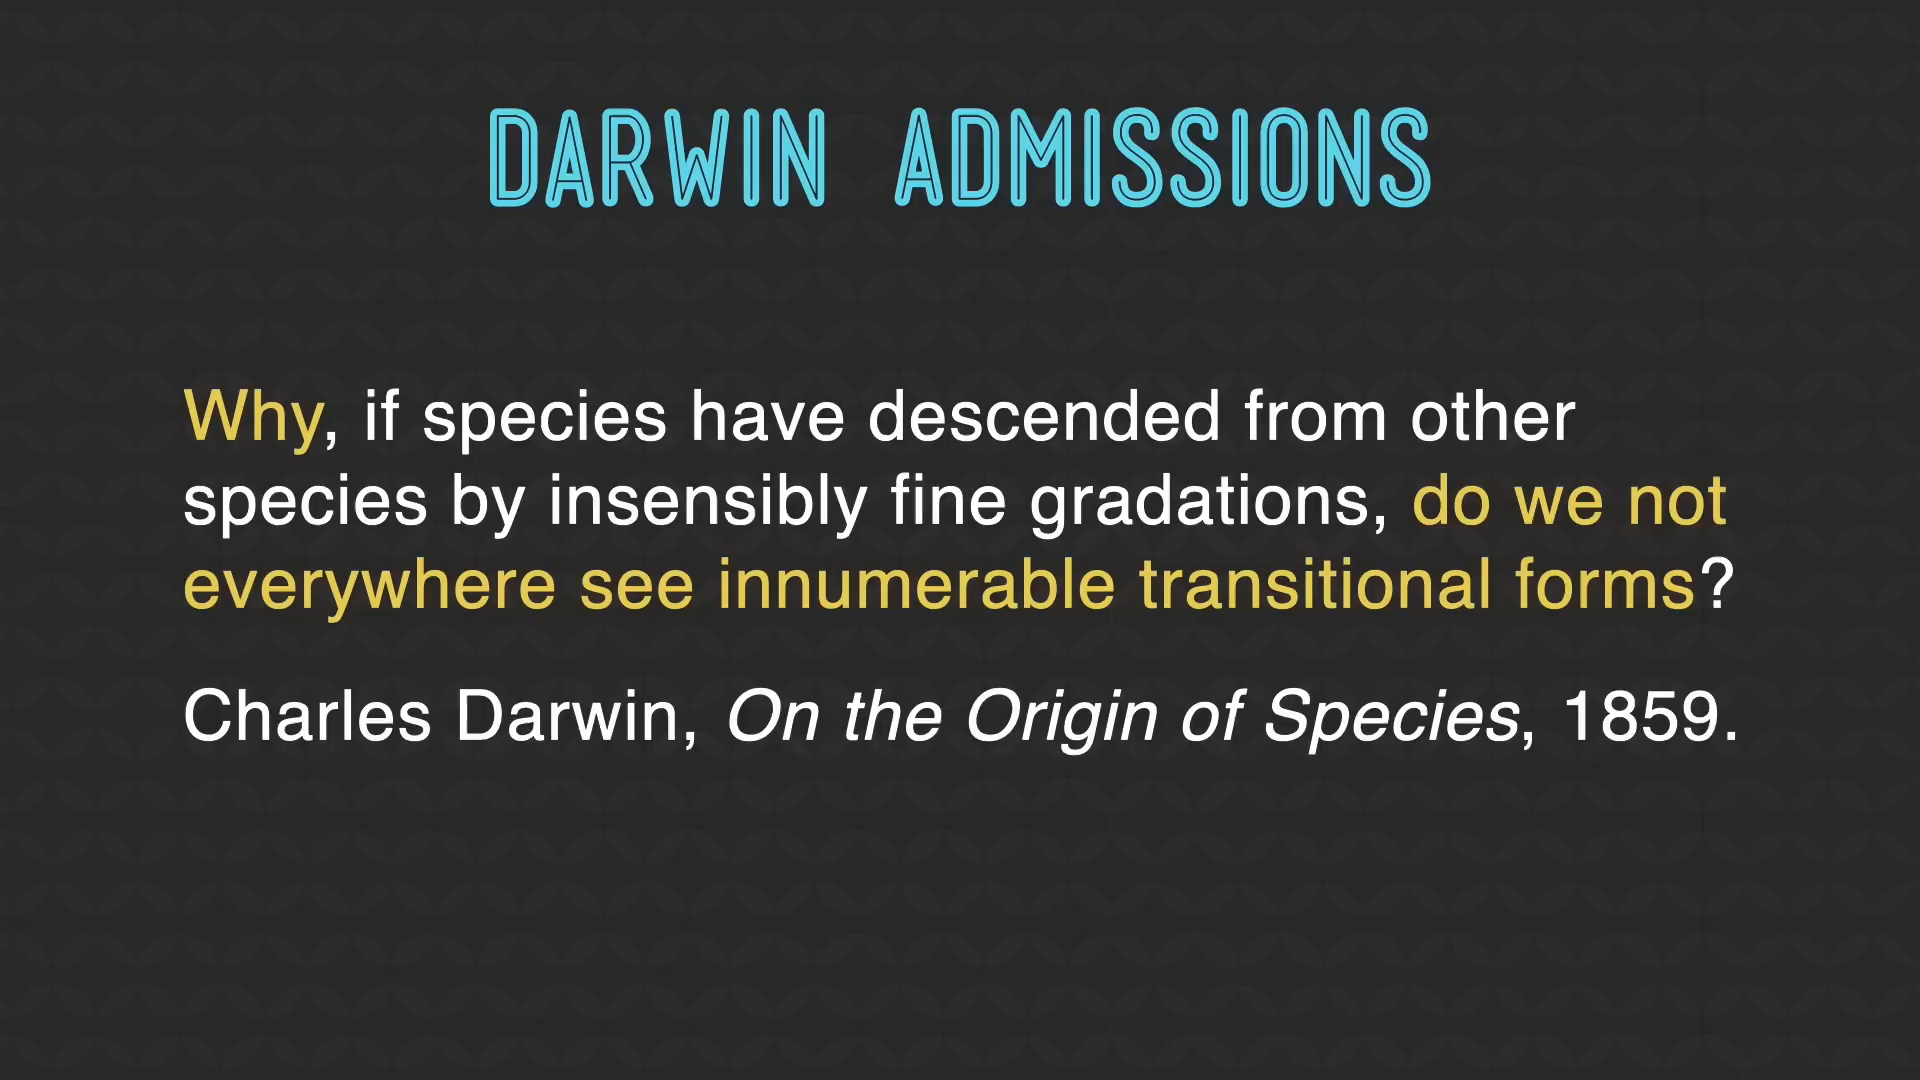 DARWIN ADMISSIONS
Why, if species have descended from other
species by insensibly fine gradations, do we not
everywhere see innumerable transitional forms?
Charles Darwin, On the Origin of Species, 1859.